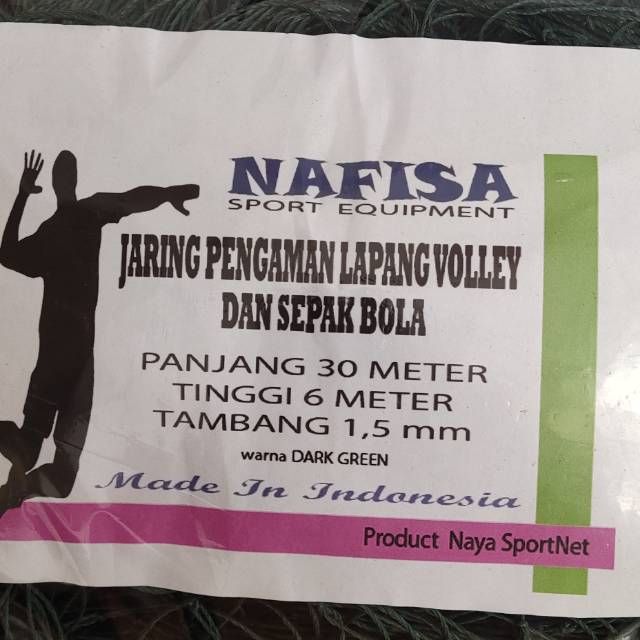 NAFISA
SPORT EQUIPMENT
JARING PENGAMAN LAPANG VOLLEY
DAN SEPAK BOLA
PANJANG 30 METER
TINGGI 6 METER
TAMBANG 1,5 mm
warna DARK GREEN
Made In Indonesia
Product Naya SportNet